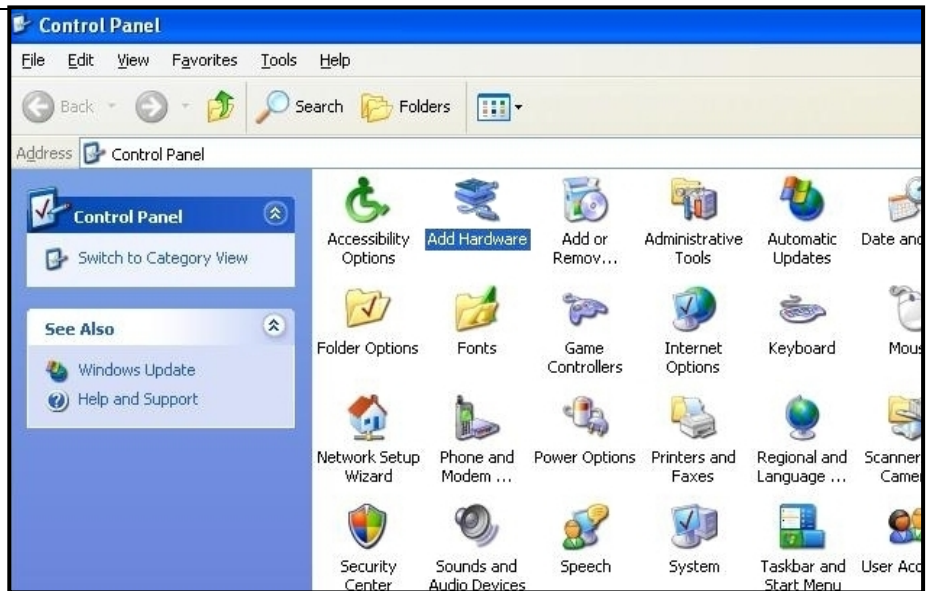 Control Panel
File Edit View Favorites Tools Help
Back Search Folders
Address Control Panel
Control Panel
Switch to Category View
See Also
Windows Update
Help and Support
Accessibility Add Hardware Add or Administrative Automatic Date and
Options Remov... Tools Updates
Folder Options Fonts Game Internet Keyboard Mous
Controllers Options
Network Setup Phone and Power Options Printers and Regional and Scanner
Wizard Modem ... Faxes Language ... Came
Security Sounds and Speech System Taskbar and User Acc
Center Audio Devices Start Menu